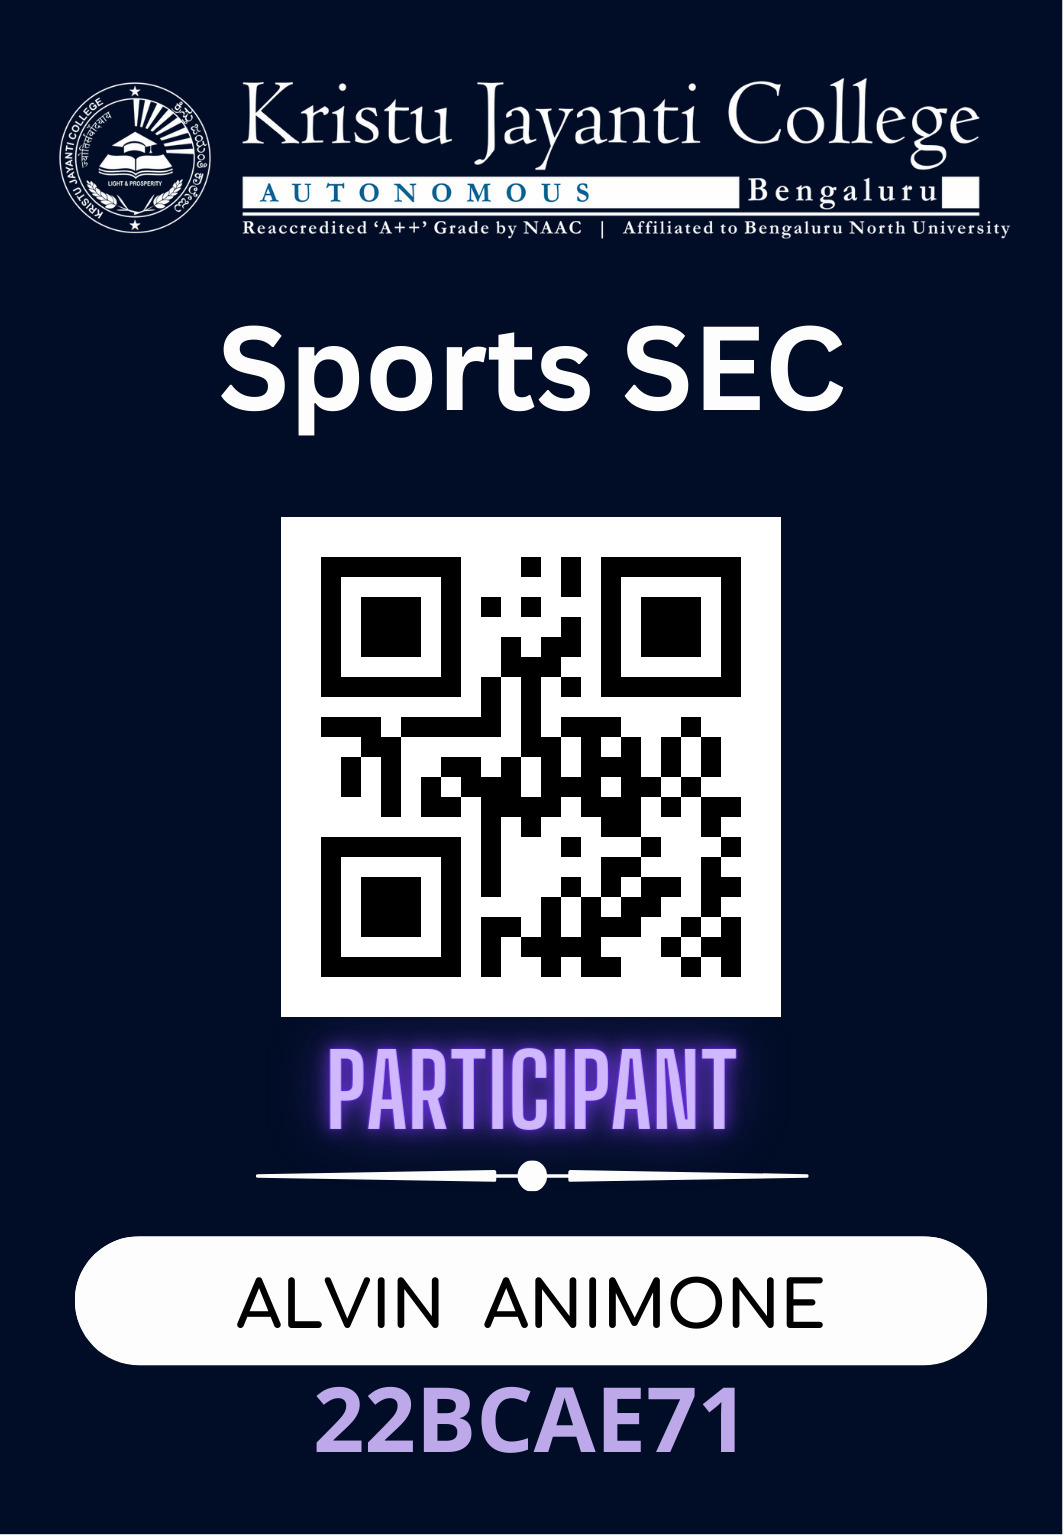 KRISTU JAYANTI COLLEGE
ಕ್ರಿಸ್ತು ಜಯಂತಿ ಕಾಲೇಜು
LIGHT & PROSPERITY
Kristu Jayanti College
AUTONOMOUS Bengaluru
Reaccredited ‘A++’ Grade by NAAC | Affiliated to Bengaluru North University
Sports SEC
PARTICIPANT
ALVIN ANIMONE
22BCAE71